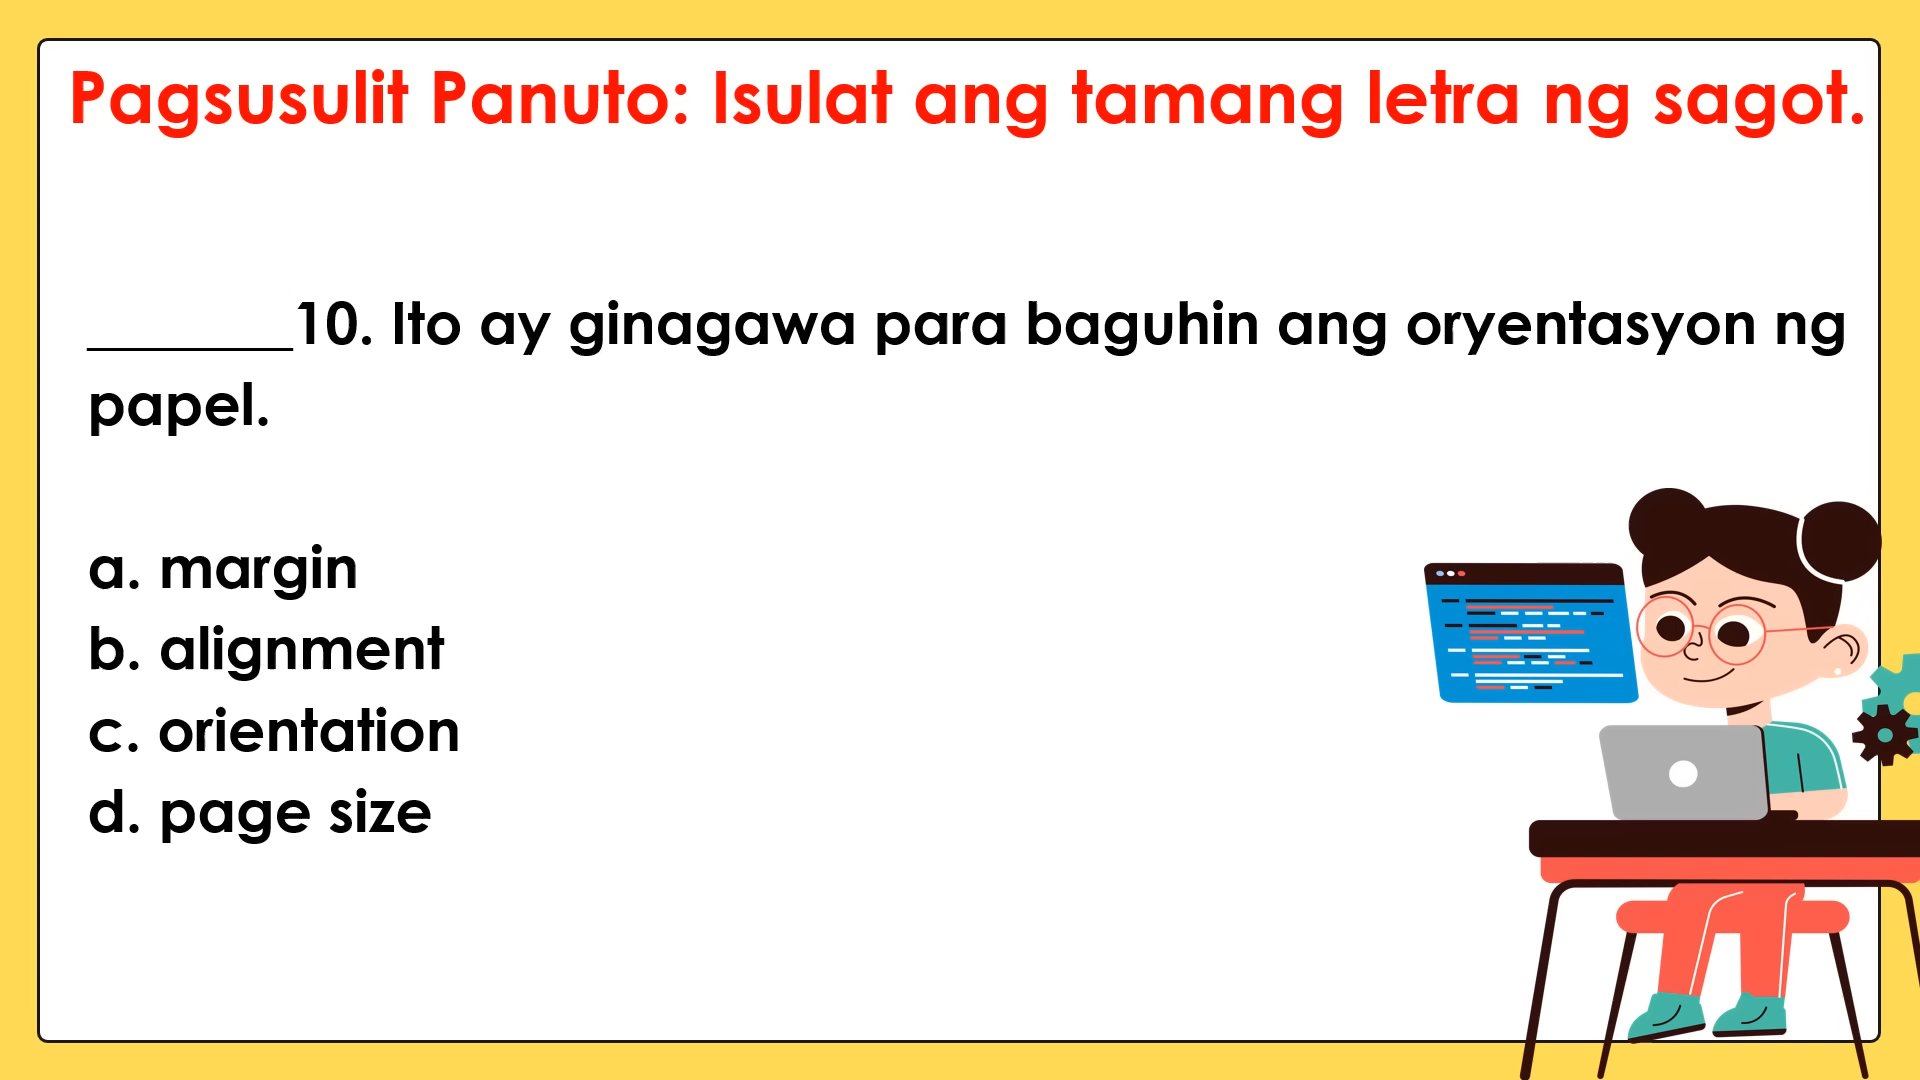 Pagsusulit Panuto: Isulat ang tamang letra ng sagot.
_______10. Ito ay ginagawa para baguhin ang oryentasyon ng
papel.
a. margin
b. alignment
c. orientation
d. page size